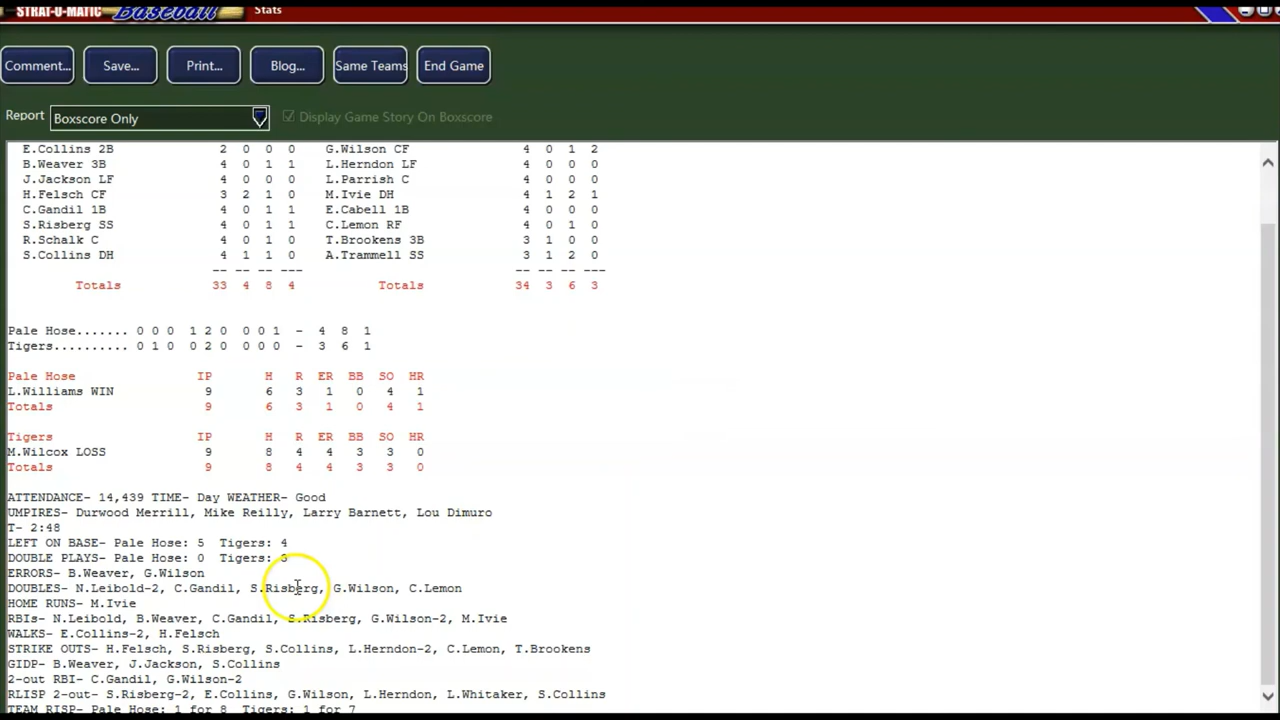 STRAT-O-MATIC Baseball Stats
Comment... Save... Print... Blog... Same Teams End Game
Report Boxscore Only Display Game Story On Boxscore
E.Collins 2B 2 0 0 0 G.Wilson CF 4 0 1 2
B.Weaver 3B 4 0 1 1 L.Herndon LF 4 0 0 0
J.Jackson LF 4 0 0 0 L.Parrish C 4 0 0 0
H.Felsch CF 3 2 1 0 M.Ivie DH 4 1 2 1
C.Gandil 1B 4 0 1 1 E.Cabell 1B 4 0 0 0
S.Risberg SS 4 0 1 1 C.Lemon RF 4 0 1 0
R.Schalk C 4 0 1 0 T.Brookens 3B 3 1 0 0
S.Collins DH 4 1 1 0 A.Trammell SS 3 1 2 0
-- -- -- --- -- -- -- ---
Totals 33 4 8 4 Totals 34 3 6 3
Pale Hose....... 0 0 0 1 2 0 0 0 1 - 4 8 1
Tigers.......... 0 1 0 0 2 0 0 0 0 - 3 6 1
Pale Hose IP H R ER BB SO HR
L.Williams WIN 9 6 3 1 0 4 1
Totals 9 6 3 1 0 4 1
Tigers IP H R ER BB SO HR
M.Wilcox LOSS 9 8 4 4 3 3 0
Totals 9 8 4 4 3 3 0
ATTENDANCE- 14,439 TIME- Day WEATHER- Good
UMPIRES- Durwood Merrill, Mike Reilly, Larry Barnett, Lou Dimuro
T- 2:48
LEFT ON BASE- Pale Hose: 5 Tigers: 4
DOUBLE PLAYS- Pale Hose: 0 Tigers: 3
ERRORS- B.Weaver, G.Wilson
DOUBLES- N.Leibold-2, C.Gandil, S.Risberg, G.Wilson, C.Lemon
HOME RUNS- M.Ivie
RBIs- N.Leibold, B.Weaver, C.Gandil, S.Risberg, G.Wilson-2, M.Ivie
WALKS- E.Collins-2, H.Felsch
STRIKE OUTS- H.Felsch, S.Risberg, S.Collins, L.Herndon-2, C.Lemon, T.Brookens
GIDP- B.Weaver, J.Jackson, S.Collins
2-out RBI- C.Gandil, G.Wilson-2
RLISP 2-out- S.Risberg-2, E.Collins, G.Wilson, L.Herndon, L.Whitaker, S.Collins
TEAM RISP- Pale Hose: 1 for 8 Tigers: 1 for 7